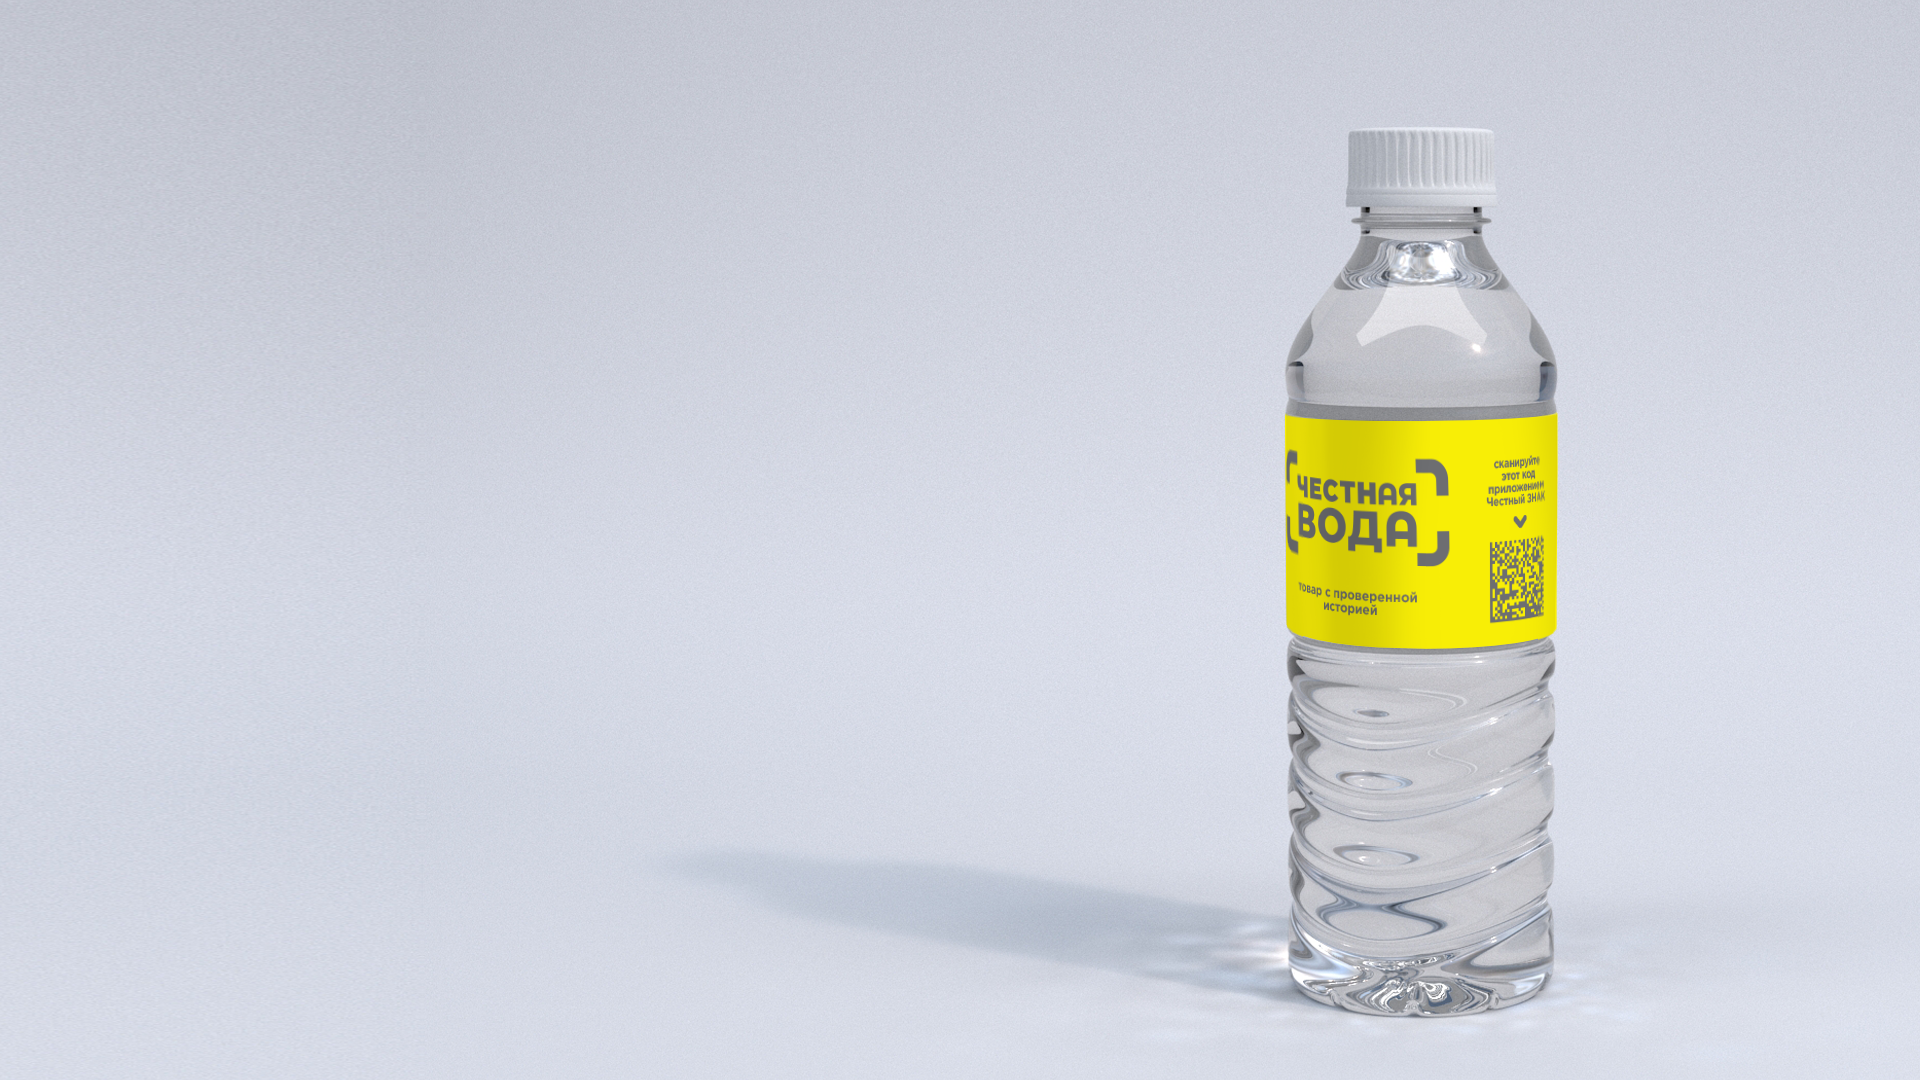 ЧЕСТНАЯ
ВОДА
товар с проверенной
историей
сканируйте
этот код
приложением
Честный ЗНАК